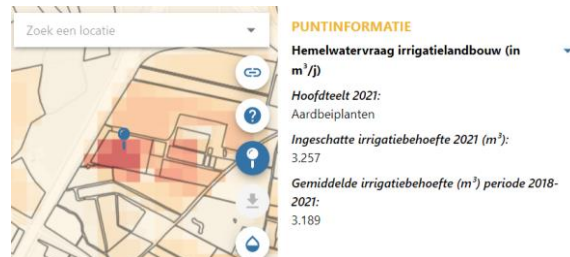 Zoek een locatie
PUNTINFORMATIE
Hemelwatervraag irrigatielandbouw (in
m³/j)
Hoofdteelt 2021:
Aardbeiplanten
Ingeschatte irrigatiebehoefte 2021 (m³):
3.257
Gemiddelde irrigatiebehoefte (m³) periode 2018-
2021:
3.189